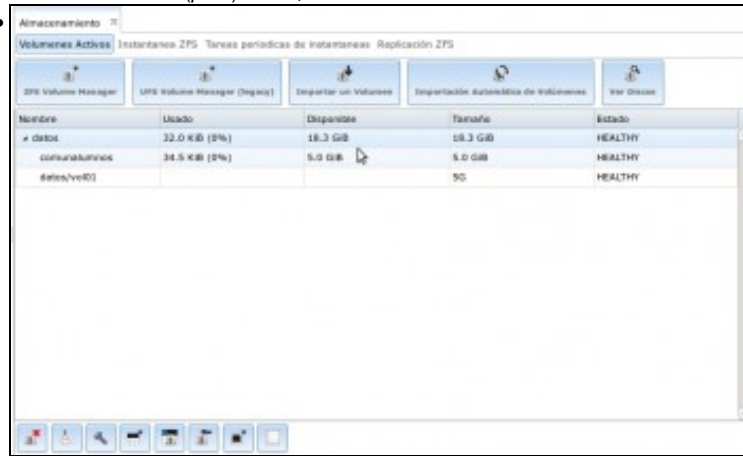 Almacenamiento
Volumenes Activos Instantanea ZFS Tareas periodicas de instantaneas Replicación ZFS
ZFS Volume Manager UFS Volume Manager (legacy) Importar un Volumen Importación Automática de Volúmenes Ver Discos
Nombre Usado Disponible Tamaño Estado
datos 32.0 KiB (0%) 18.3 GiB 18.3 GiB HEALTHY
comunalumnos 34.5 KiB (0%) 5.0 GiB 5.0 GiB HEALTHY
datos/vol01 5G HEALTHY